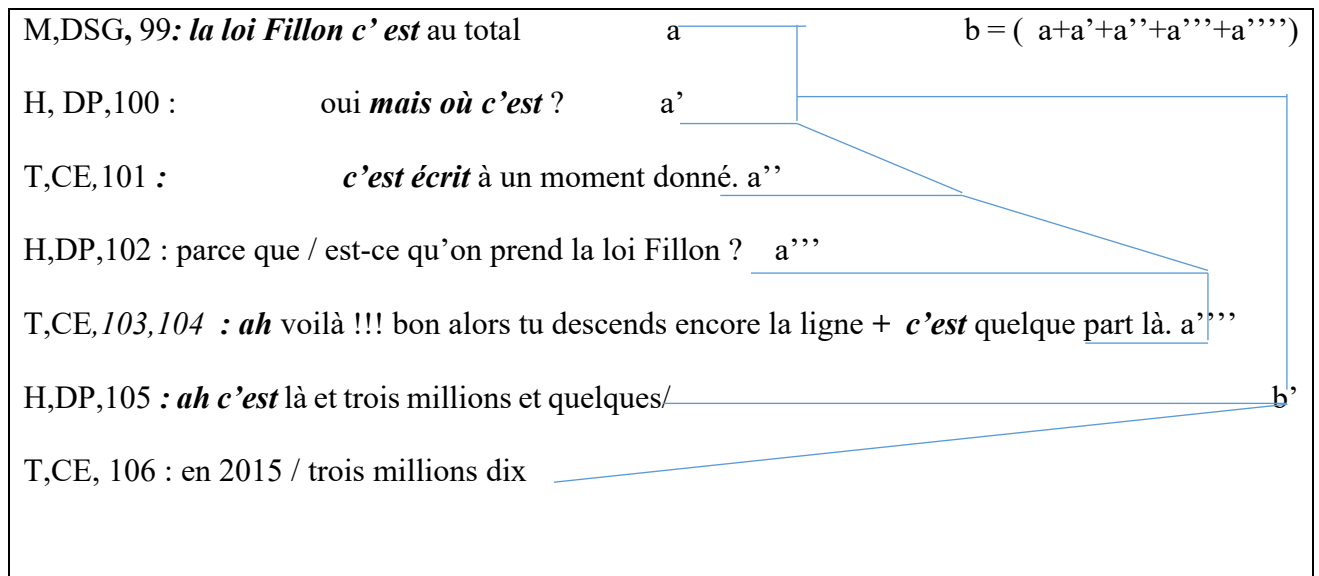 M,DSG, 99: la loi Fillon c’ est au total a b = ( a+a’+a’’+a’’’+a’’’’)
H, DP,100 : oui mais où c’est ? a’
T,CE,101 : c’est écrit à un moment donné. a’’
H,DP,102 : parce que / est-ce qu’on prend la loi Fillon ? a’’’
T,CE,103,104 : ah voilà !!! bon alors tu descends encore la ligne + c’est quelque part là. a’’’’
H,DP,105 : ah c’est là et trois millions et quelques/ b’
T,CE, 106 : en 2015 / trois millions dix